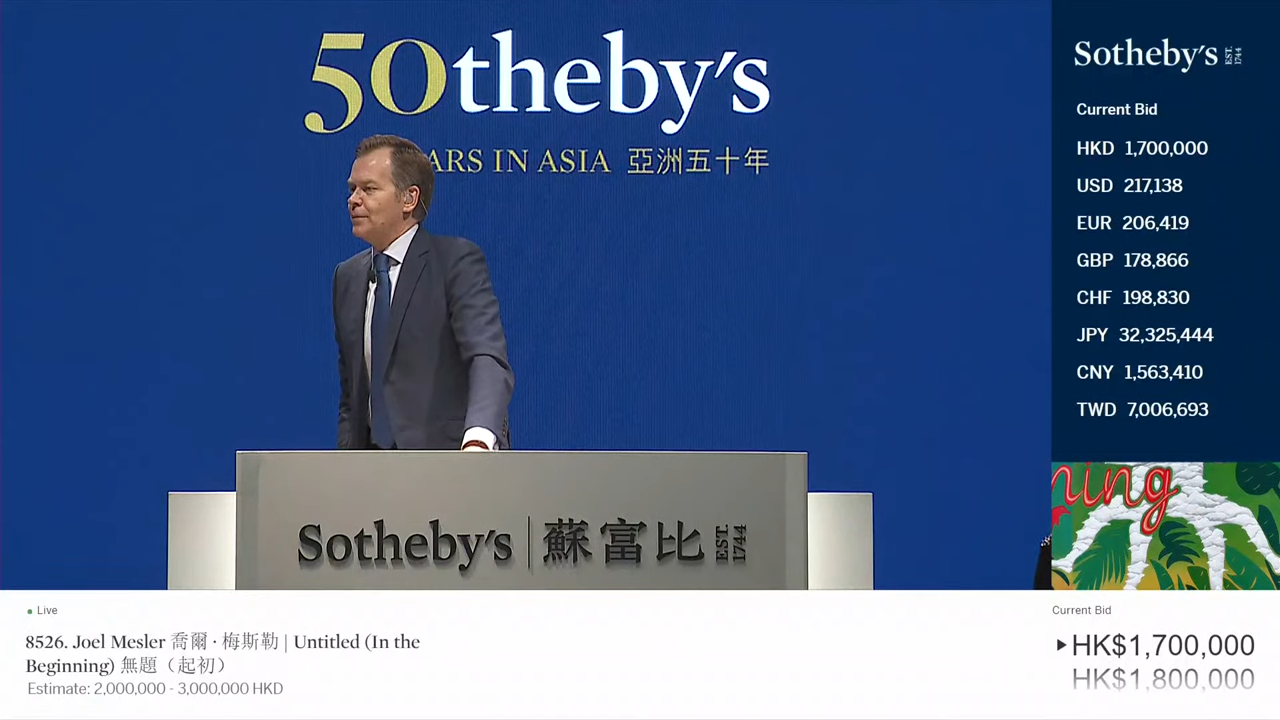 50theby's
ARS IN ASIA 亞洲五十年
Sotheby's EST. 1744
Current Bid
HKD 1,700,000
USD 217,138
EUR 206,419
GBP 178,866
CHF 198,830
JPY 32,325,444
CNY 1,563,410
TWD 7,006,693
ning
Sotheby's | 蘇富比 EST. 1744
Live
8526. Joel Mesler 喬爾 · 梅斯勒 | Untitled (In the
Beginning) 無題（起初）
Estimate: 2,000,000 - 3,000,000 HKD
Current Bid
HK$1,700,000
HK$1,800,000